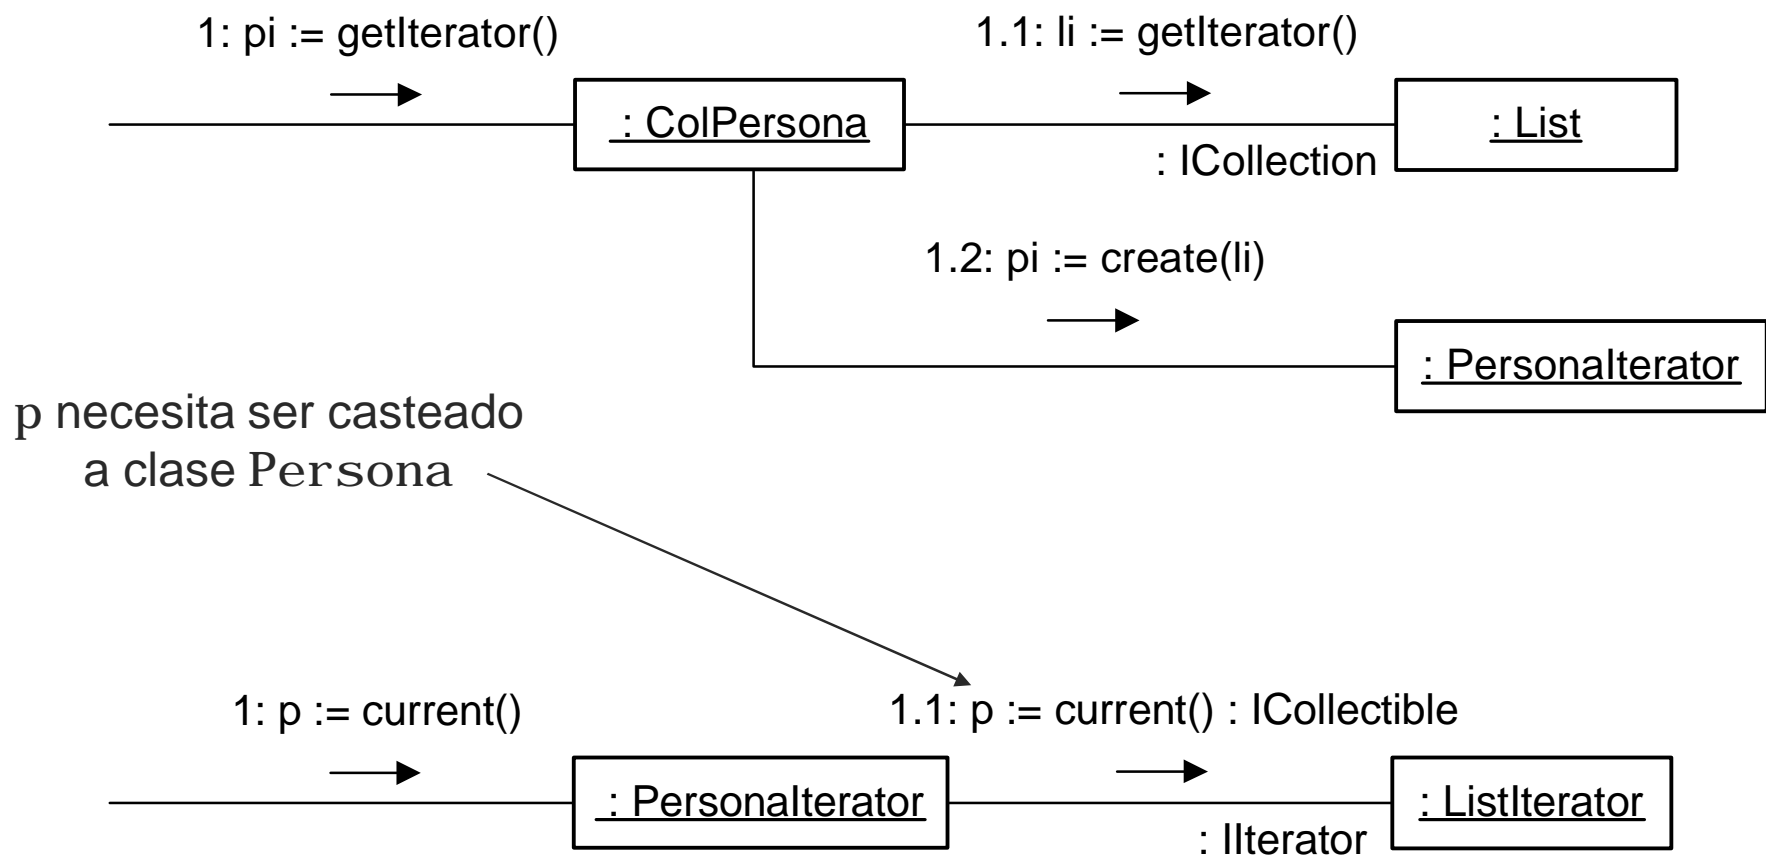 1: pi := getIterator()
1.1: li := getIterator()
: ColPersona
: List
: ICollection
1.2: pi := create(li)
: PersonaIterator
p necesita ser casteado
a clase Persona
1: p := current()
1.1: p := current() : ICollectible
: PersonaIterator
: ListIterator
: IIterator